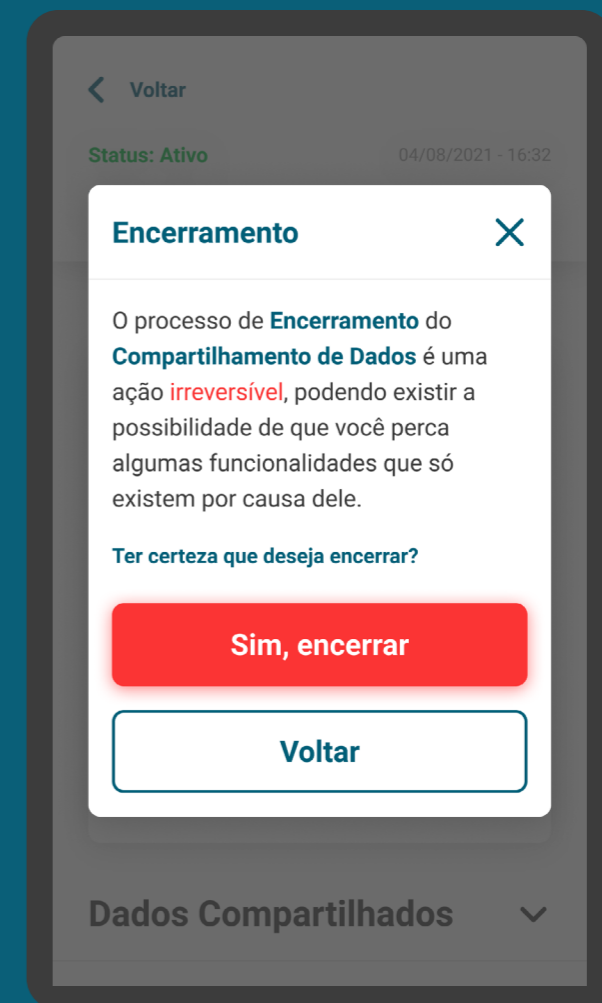 Voltar
Status: Ativo 04/08/2021 - 16:32
Encerramento
O processo de Encerramento do
Compartilhamento de Dados é uma
ação irreversível, podendo existir a
possibilidade de que você perca
algumas funcionalidades que só
existem por causa dele.
Ter certeza que deseja encerrar?
Sim, encerrar
Voltar
Dados Compartilhados